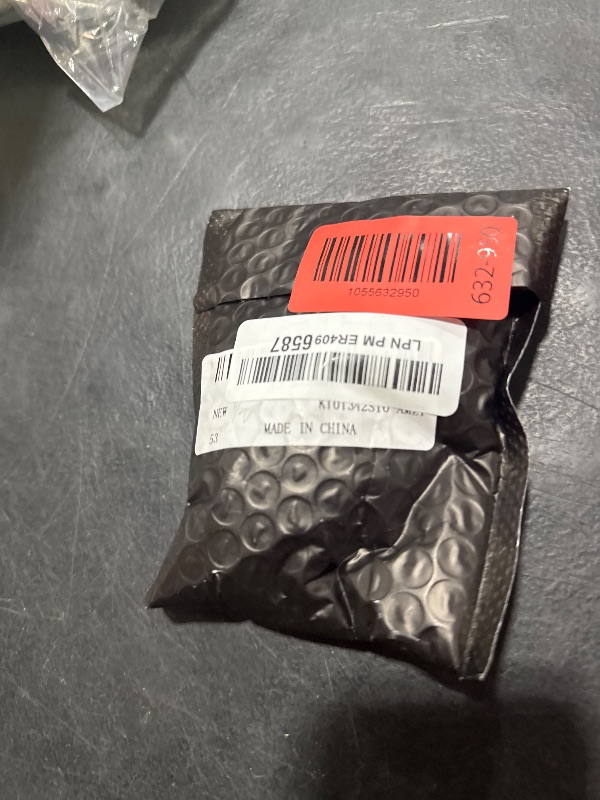 1055632950
632-950
LPN PM ER4096587
NEW
MADE IN CHINA
53